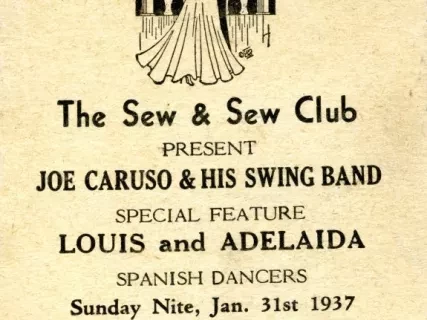 The Sew & Sew Club
PRESENT
JOE CARUSO & HIS SWING BAND
SPECIAL FEATURE
LOUIS and ADELAIDA
SPANISH DANCERS
Sunday Nite, Jan. 31st 1937